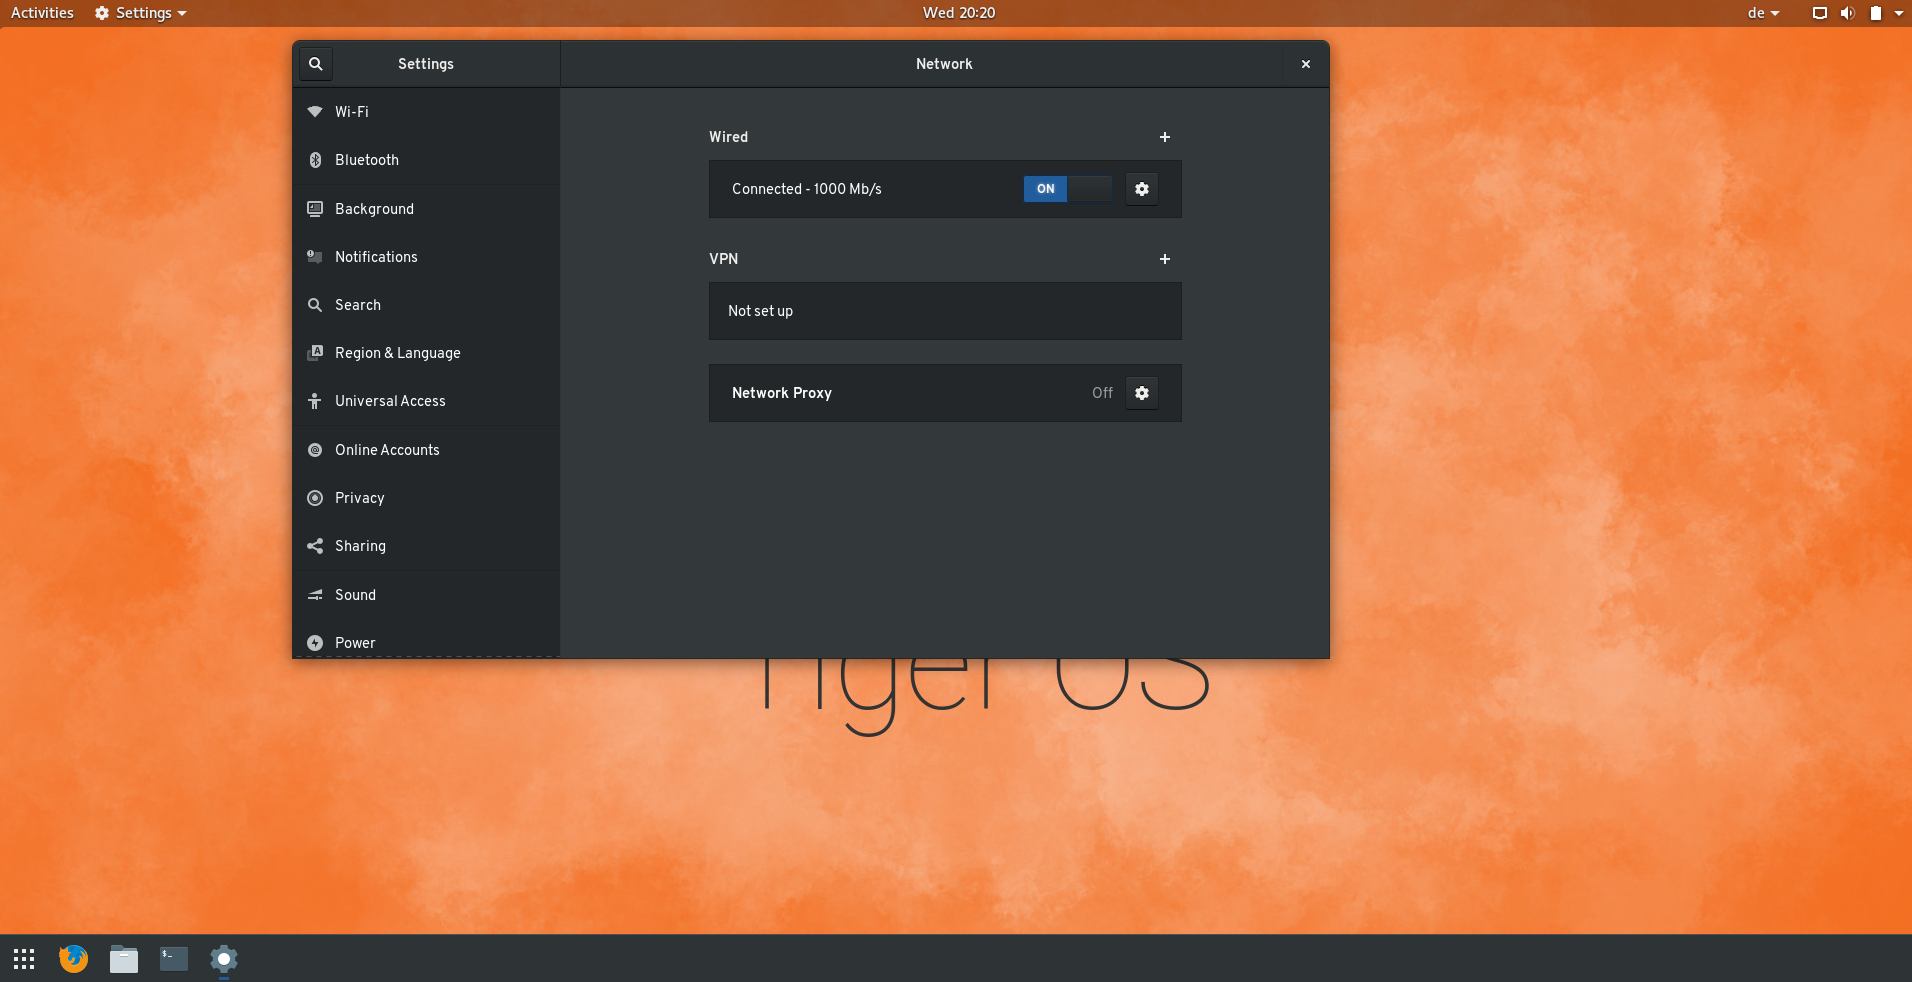 Activities Settings Wed 20:20 de
Settings Network
Wi-Fi
Bluetooth
Background
Notifications
Search
Region & Language
Universal Access
Online Accounts
Privacy
Sharing
Sound
Power
Wired
Connected - 1000 Mb/s ON
VPN
Not set up
Network Proxy Off
Tiger OS
$_